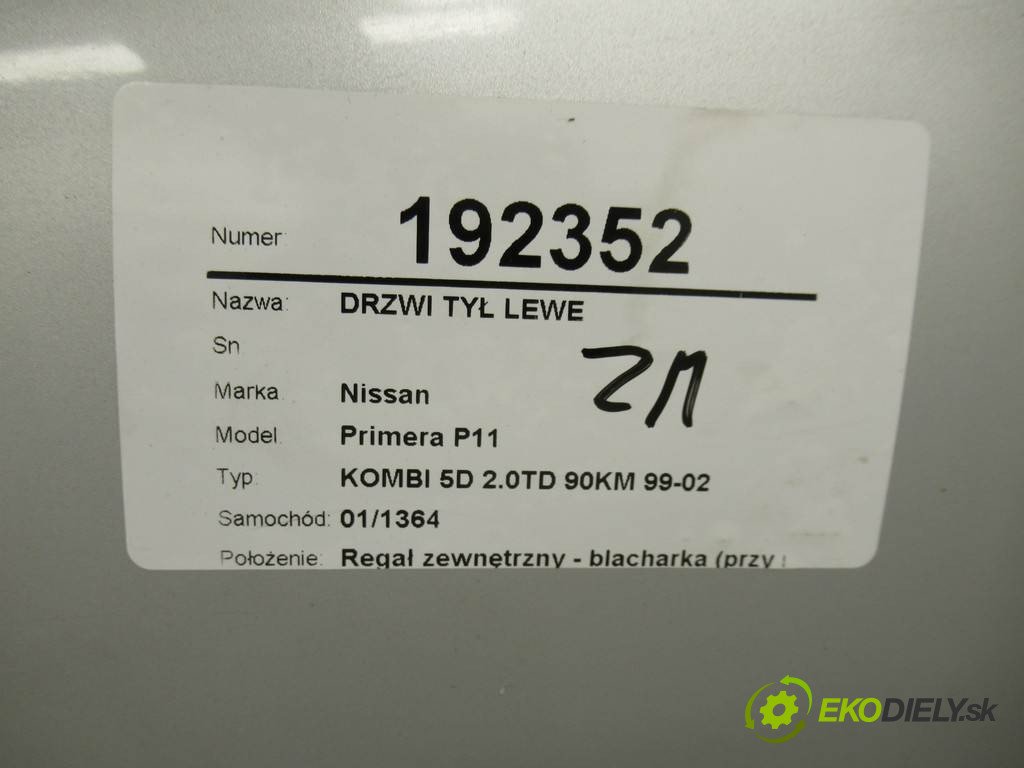 Numer: 192352
Nazwa: DRZWI TYŁ LEWE
Sn
Marka Nissan
Model Primera P11
Typ: KOMBI 5D 2.0TD 90KM 99-02
Samochód: 01/1364
Położenie: Regał zewnętrzny - blacharka (przy
EKODIELY.sk